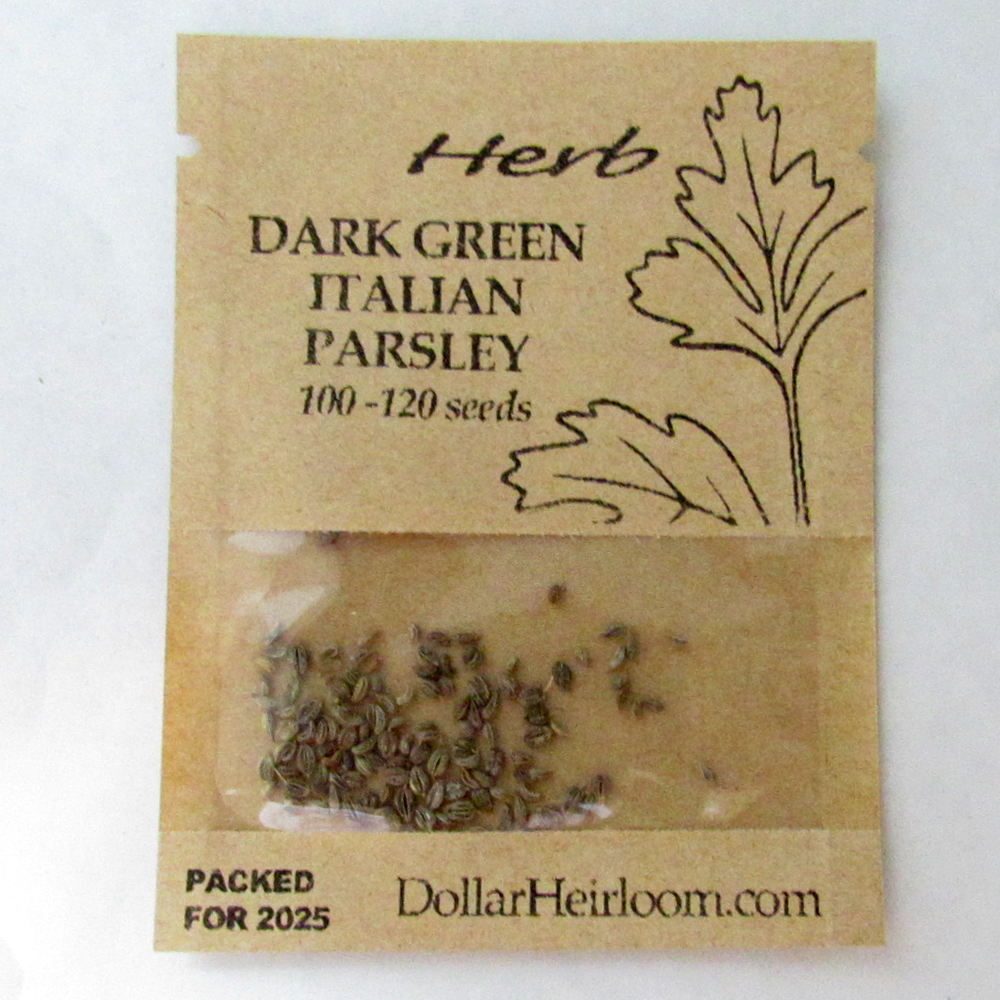 Herb
DARK GREEN
ITALIAN
PARSLEY
100 -120 seeds
PACKED
FOR 2025
DollarHeirloom.com